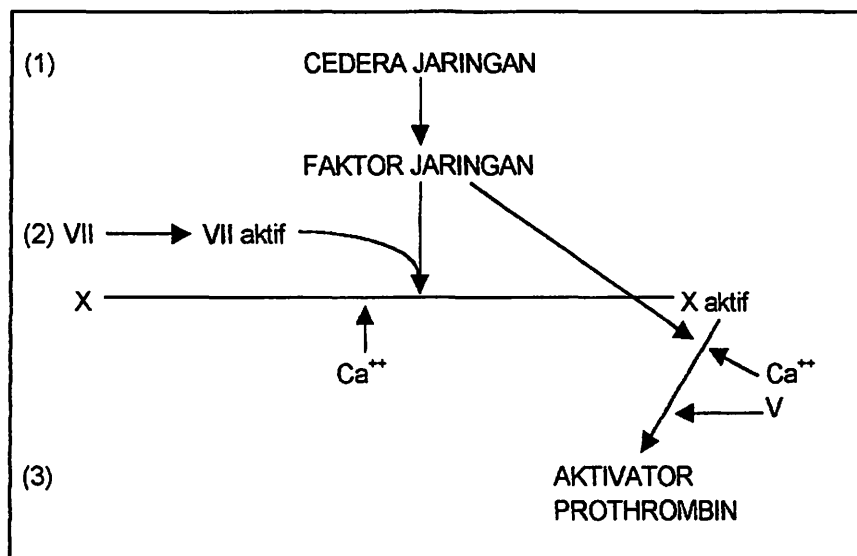 (1) CEDERA JARINGAN
FAKTOR JARINGAN
(2) VII VII aktif
X X aktif
Ca⁺⁺ Ca⁺⁺
V
(3) AKTIVATOR
PROTHROMBIN